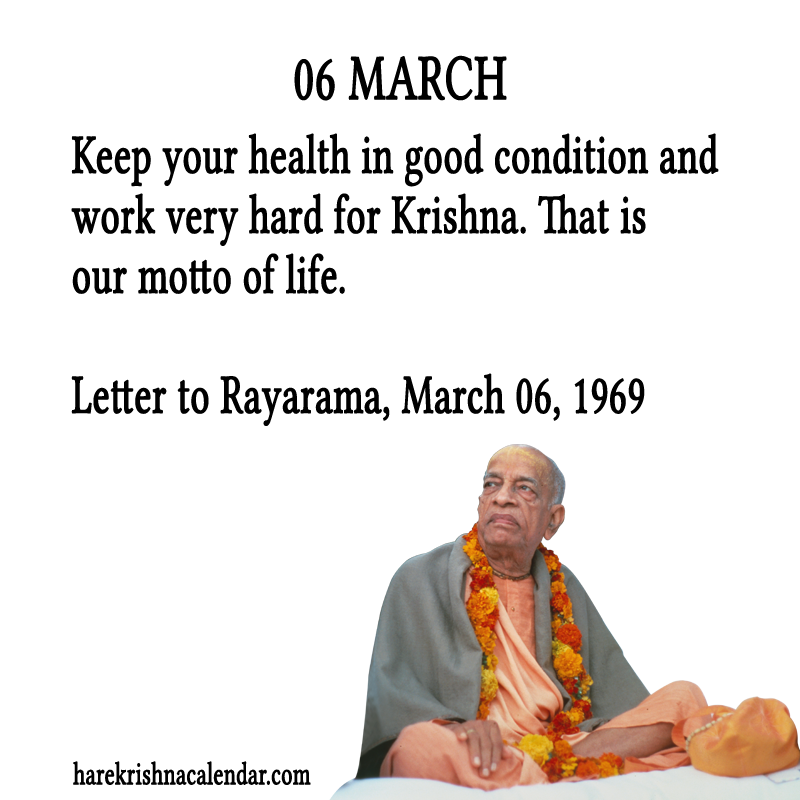 06 MARCH
Keep your health in good condition and
work very hard for Krishna. That is
our motto of life.
Letter to Rayarama, March 06, 1969
harekrishnacalendar.com